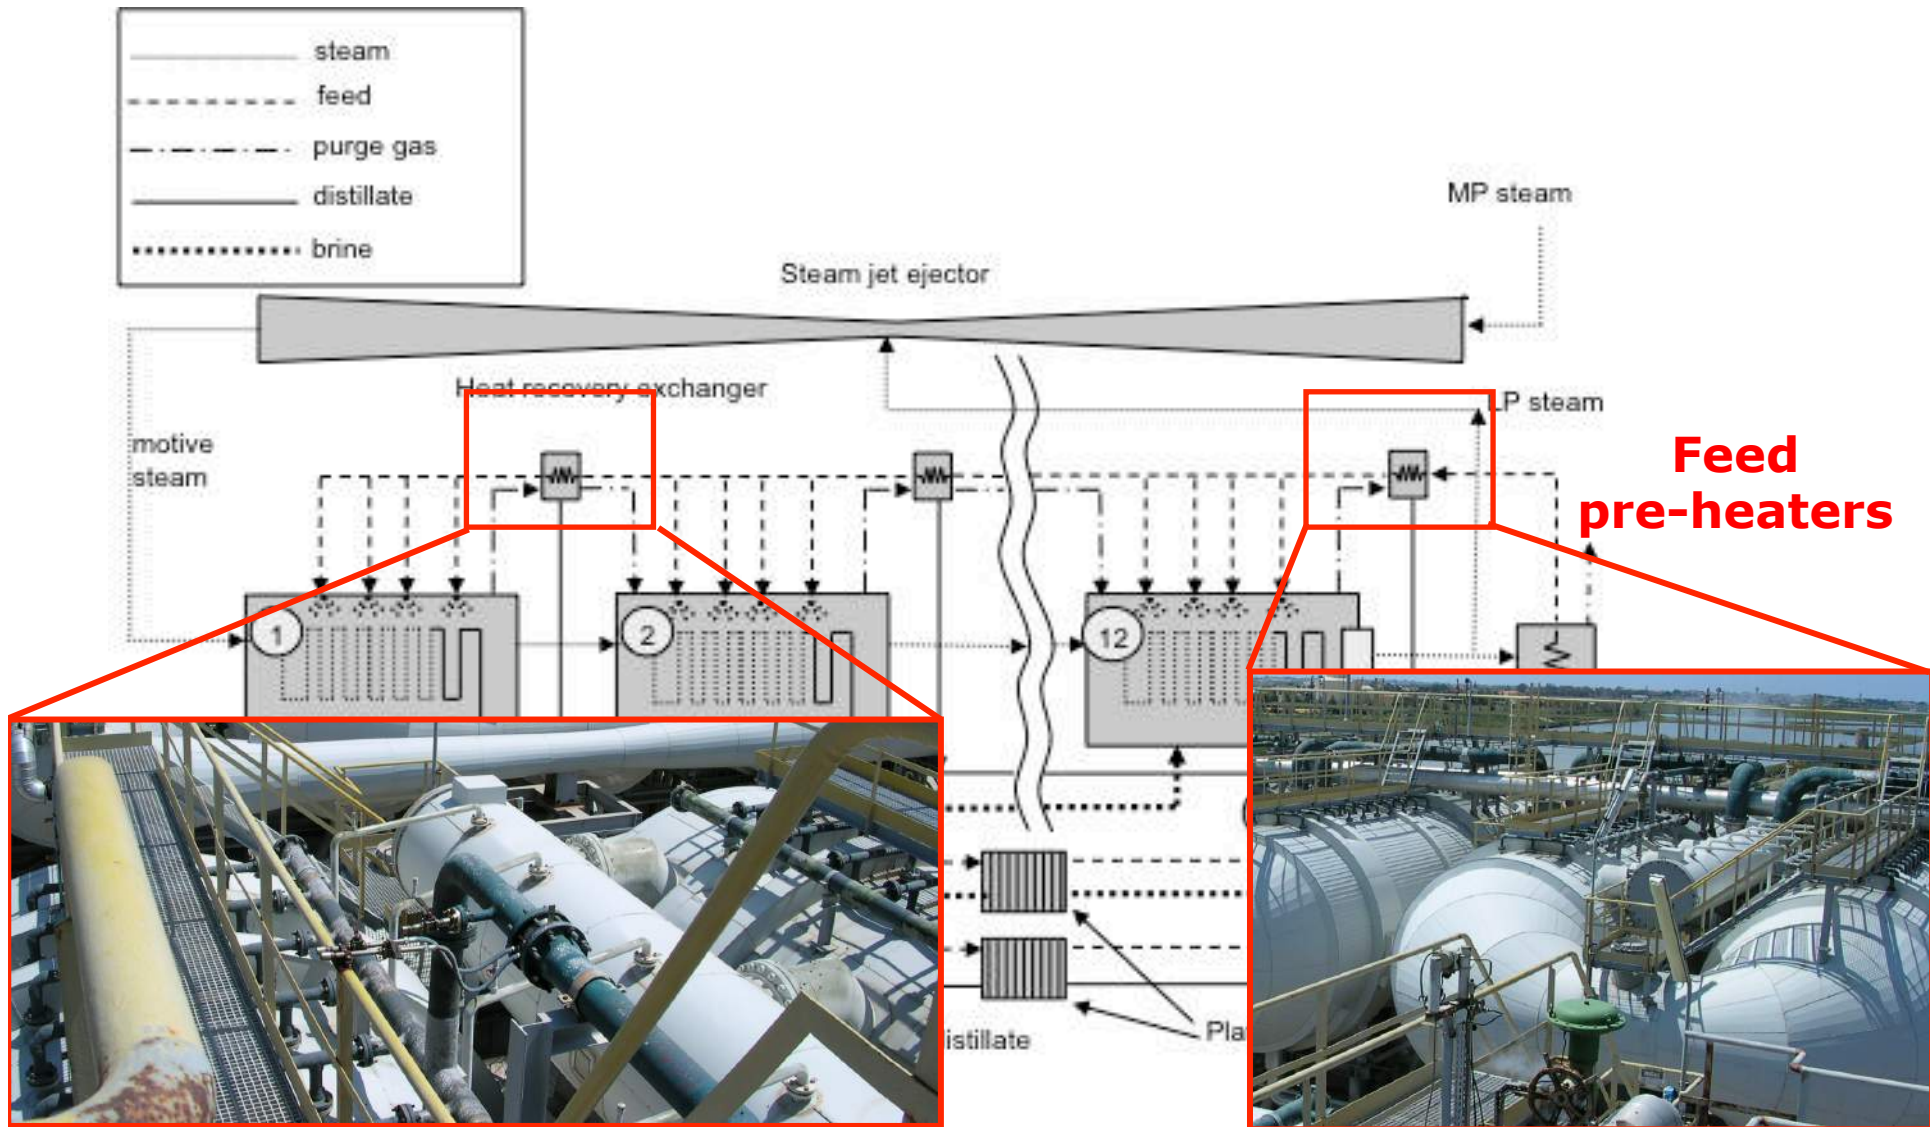 steam
feed
purge gas
distillate
brine
MP steam
Steam jet ejector
Heat recovery exchanger
LP steam
motive
steam
Feed
pre-heaters
1
2
12
istillate
Pla